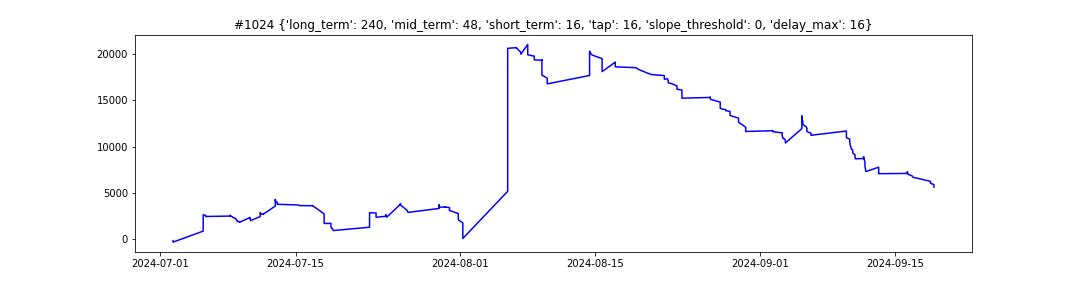 #1024 {'long_term': 240, 'mid_term': 48, 'short_term': 16, 'tap': 16, 'slope_threshold': 0, 'delay_max': 16}
20000
15000
10000
5000
0
2024-07-01 2024-07-15 2024-08-01 2024-08-15 2024-09-01 2024-09-15